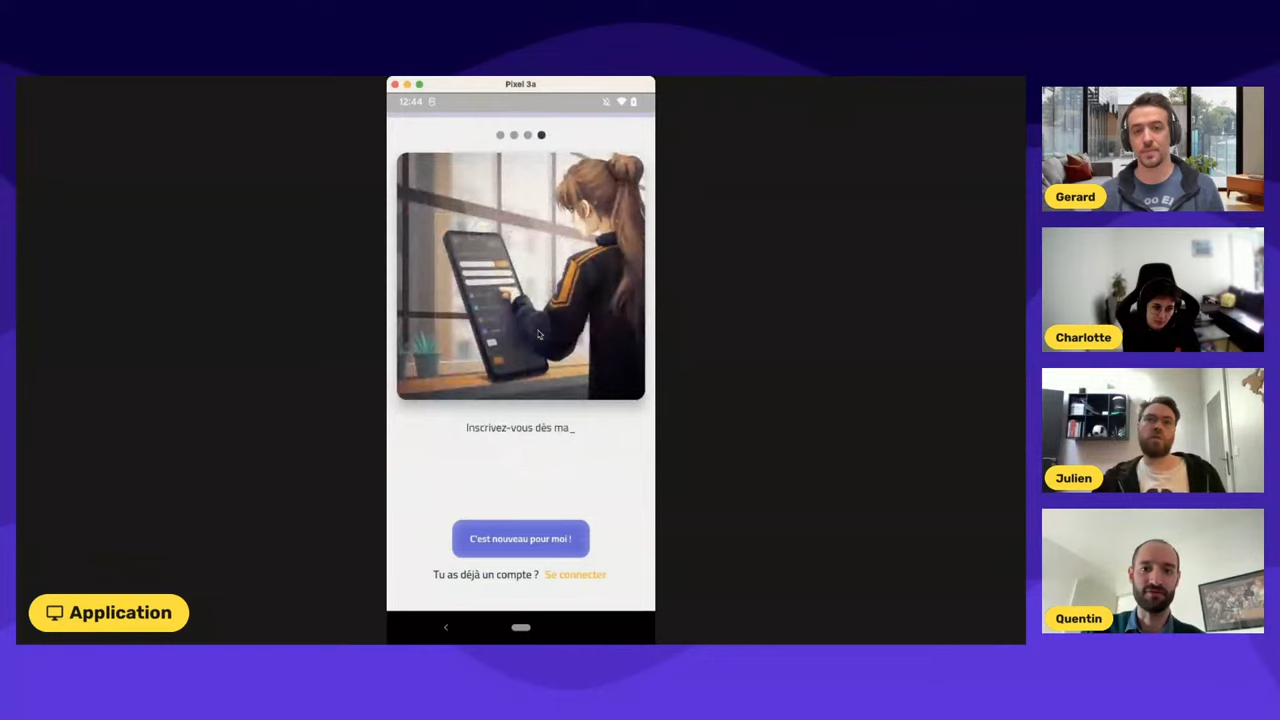 Pixel 3a
12:44
Inscrivez-vous dès ma_
C'est nouveau pour moi !
Tu as déjà un compte ? Se connecter
Application
Gerard
Charlotte
Julien
Quentin